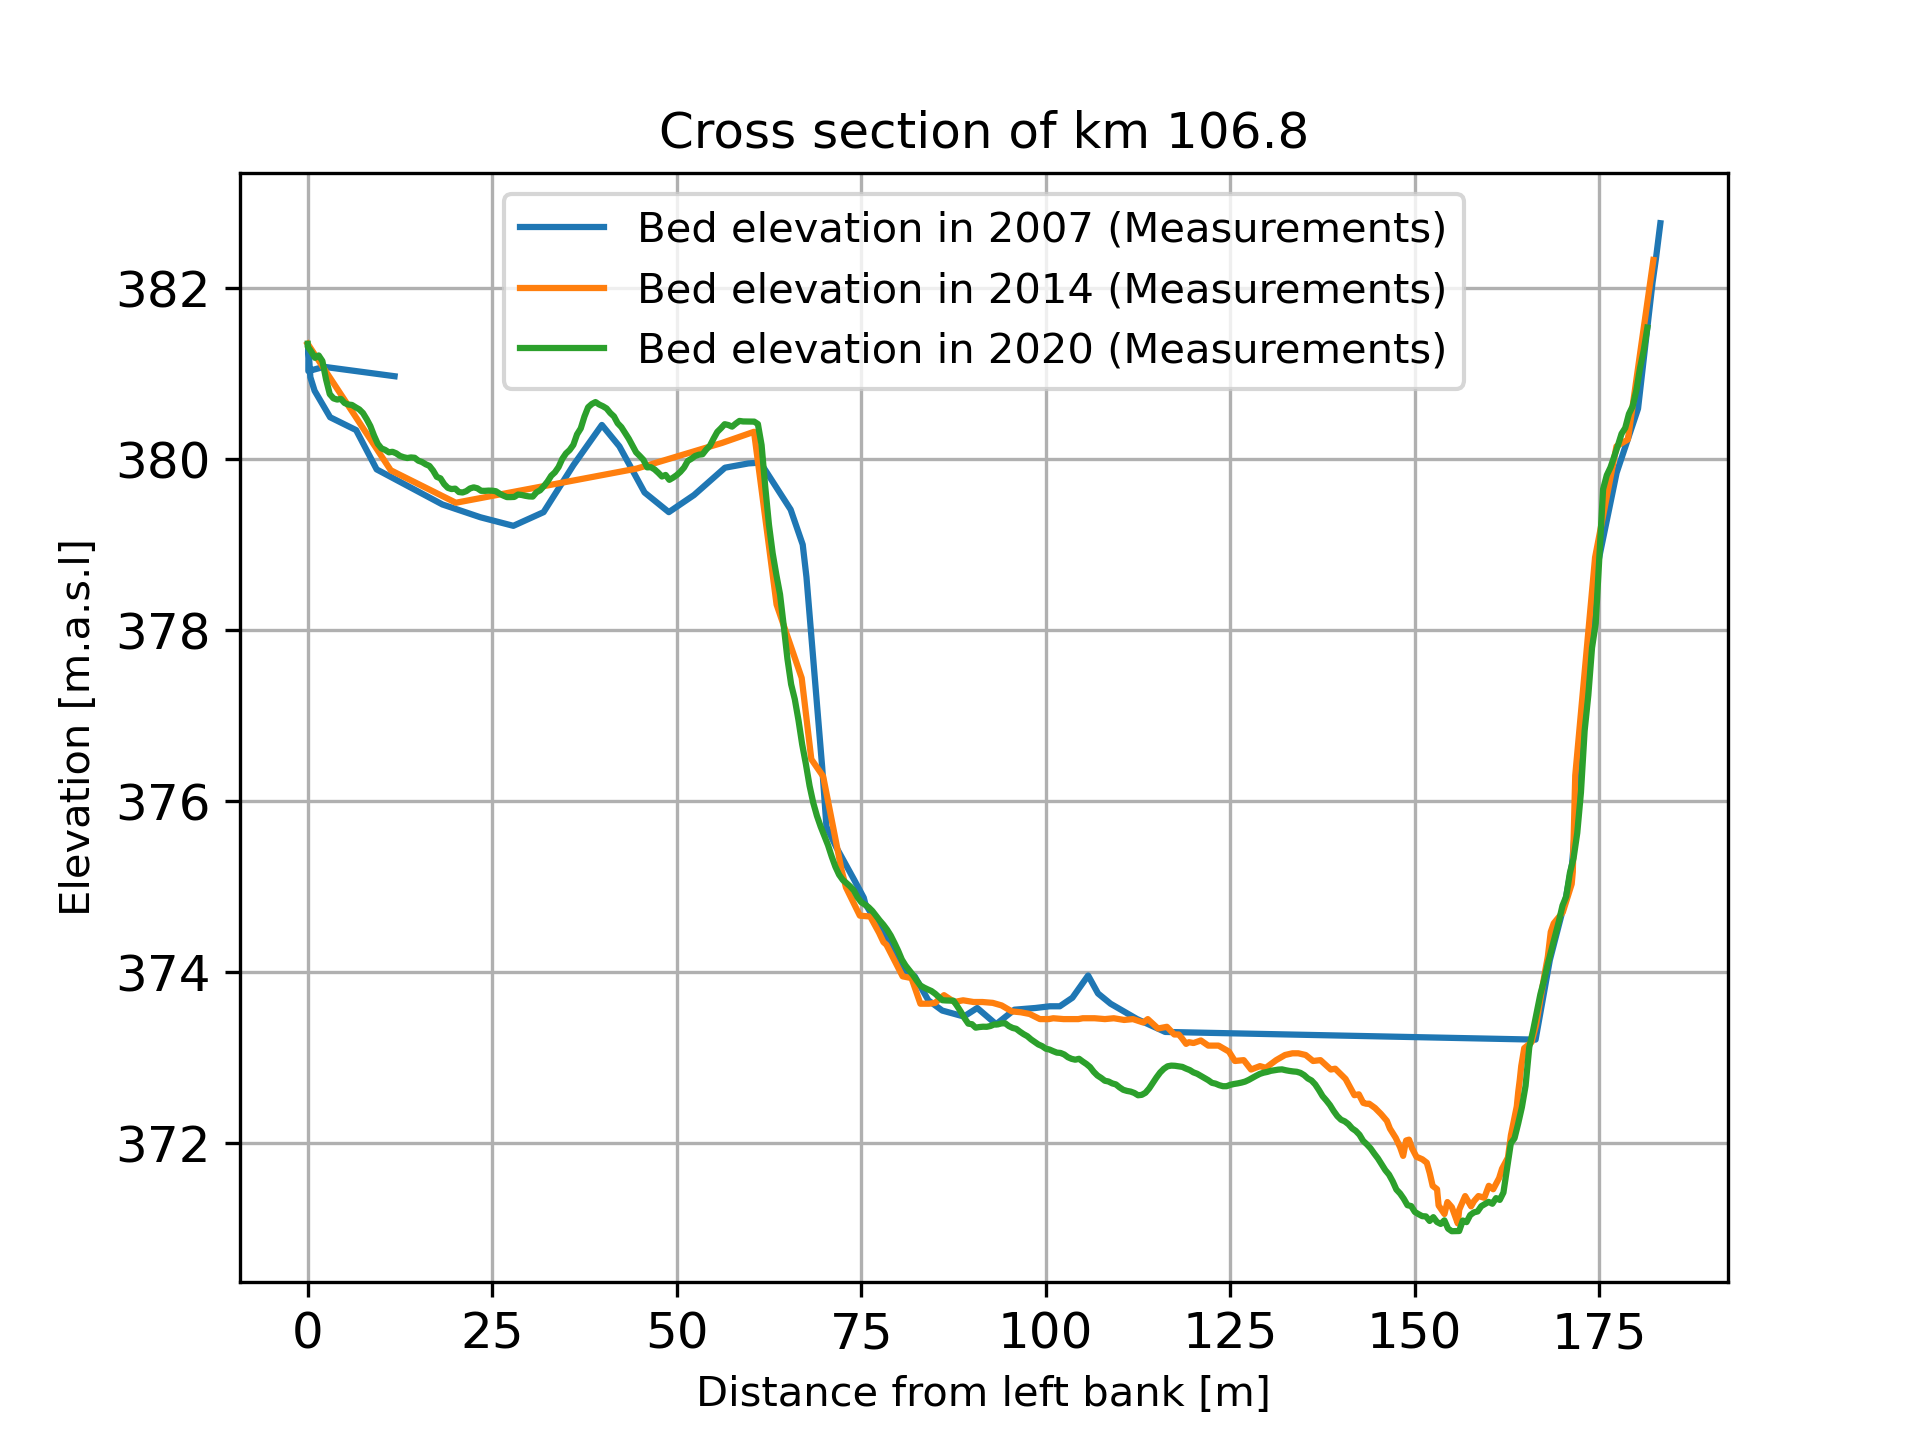 Cross section of km 106.8
Bed elevation in 2007 (Measurements)
Bed elevation in 2014 (Measurements)
Bed elevation in 2020 (Measurements)
382
380
378
376
374
372
Elevation [m.a.s.l]
0 25 50 75 100 125 150 175
Distance from left bank [m]